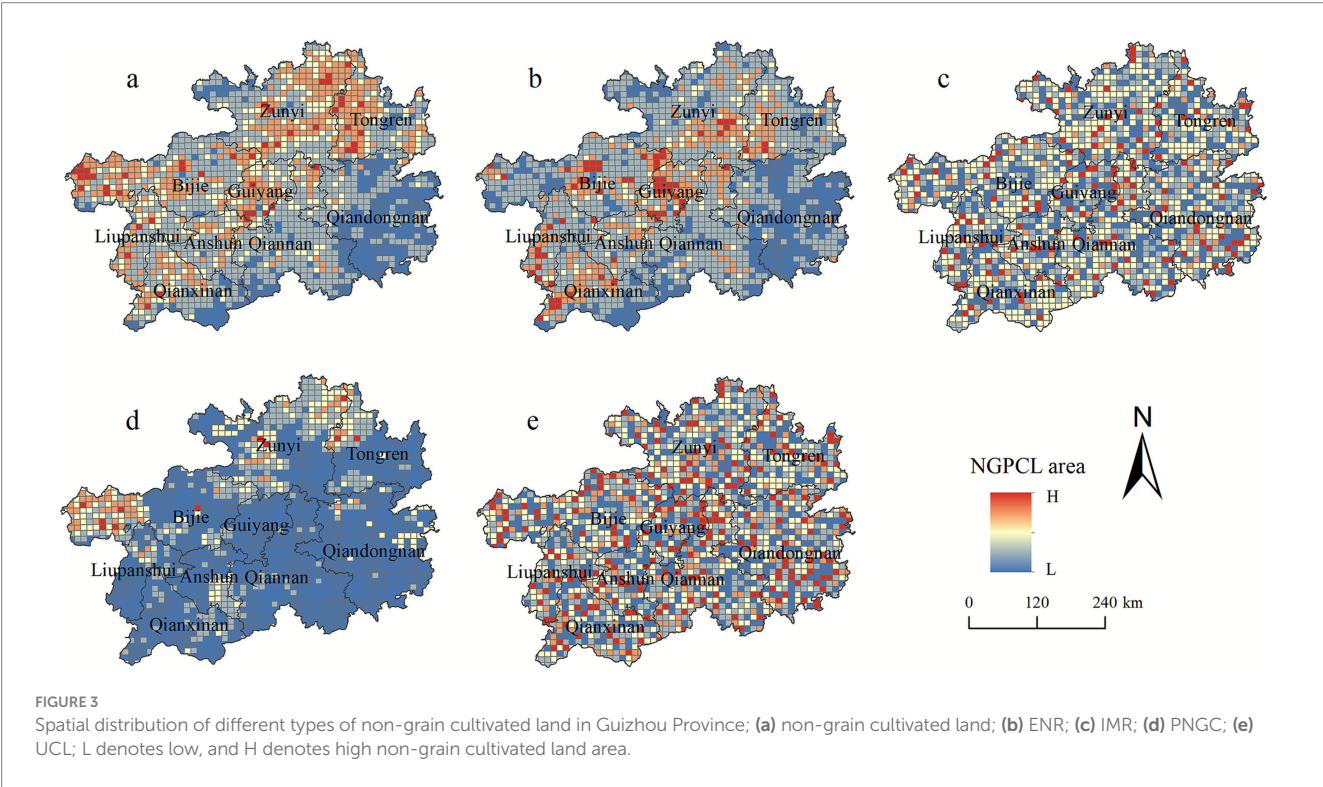 a
Zunyi
Tongren
Bijie
Guiyang
Qiandongnan
Liupanshui
Anshun Qiannan
Qianxinan
b
Zunyi
Tongren
Bijie
Guiyang
Qiandongnan
Liupanshui
Anshun Qiannan
Qianxinan
c
Zunyi
Tongren
Bijie
Guiyang
Qiandongnan
Liupanshui
Anshun Qiannan
Qianxinan
d
Zunyi
Tongren
Bijie
Guiyang
Qiandongnan
Liupanshui
Anshun Qiannan
Qianxinan
e
Zunyi
Tongren
Bijie
Guiyang
Qiandongnan
Liupanshui
Anshun Qiannan
Qianxinan
N
NGPCL area
H
L
0 120 240 km
FIGURE 3
Spatial distribution of different types of non-grain cultivated land in Guizhou Province; (a) non-grain cultivated land; (b) ENR; (c) IMR; (d) PNGC; (e)
UCL; L denotes low, and H denotes high non-grain cultivated land area.